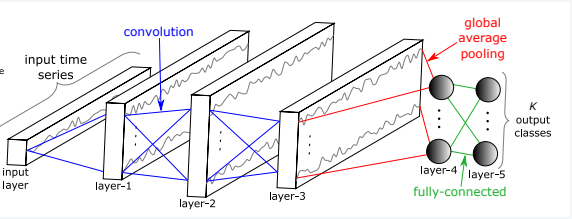 input time
series
convolution
global
average
pooling
e
K
output
classes
input
layer
layer-1
layer-2
layer-3
layer-4
layer-5
fully-connected